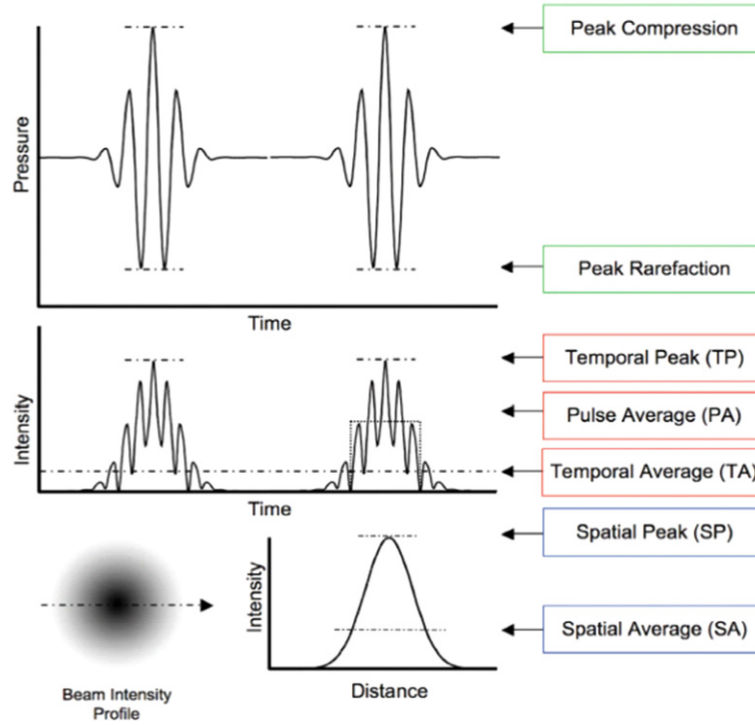 Peak Compression
Pressure
Peak Rarefaction
Time
Temporal Peak (TP)
Intensity
Pulse Average (PA)
Temporal Average (TA)
Time
Spatial Peak (SP)
Intensity
Spatial Average (SA)
Beam Intensity
Profile
Distance